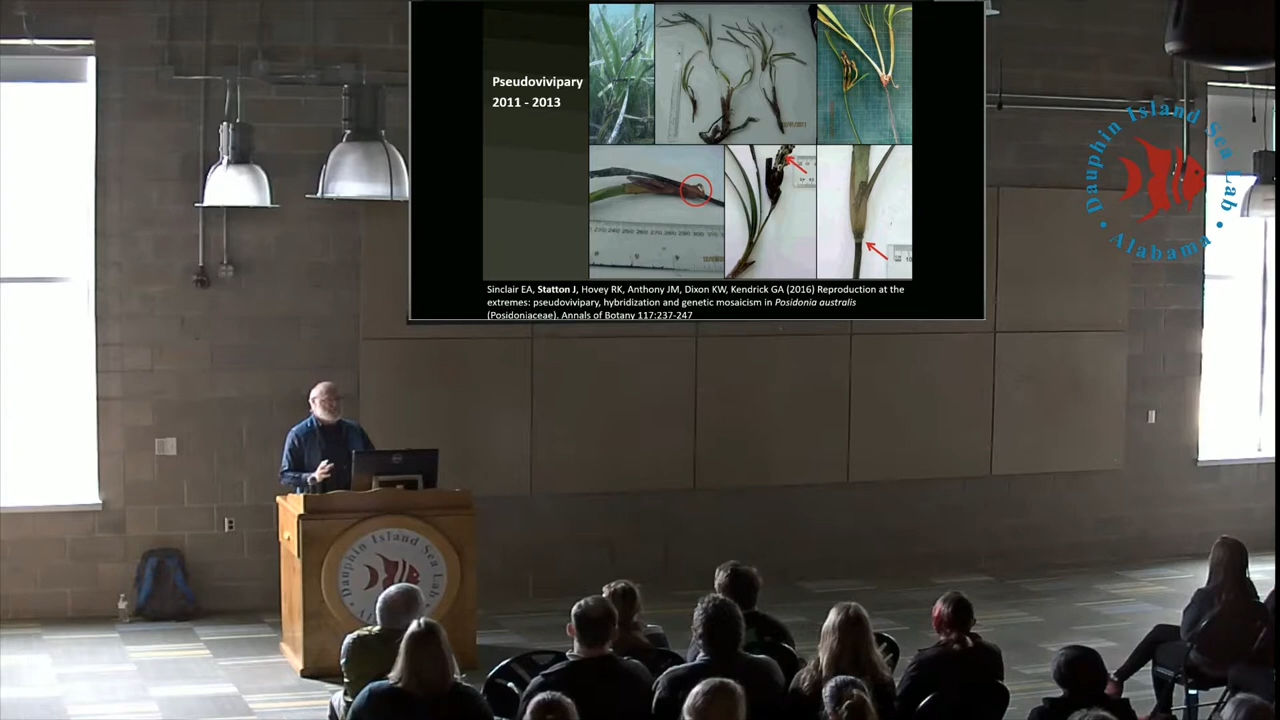 Pseudovivipary
2011 - 2013
Sinclair EA, Statton J, Hovey RK, Anthony JM, Dixon KW, Kendrick GA (2016) Reproduction at the
extremes: pseudovivipary, hybridization and genetic mosaicism in Posidonia australis
(Posidoniaceae). Annals of Botany 117:237-247
Dauphin Island Sea Lab
Alabama
Dauphin Island Sea Lab